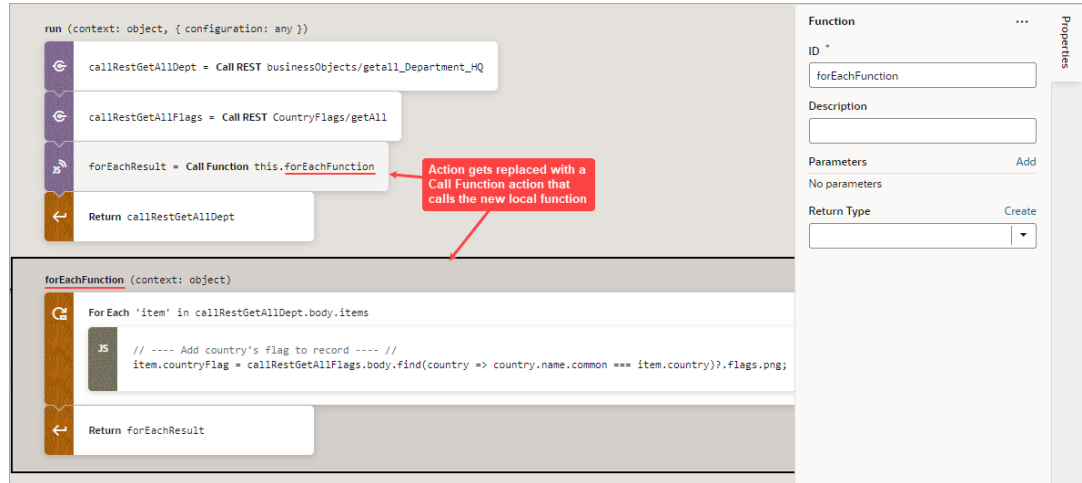 run (context: object, { configuration: any })
callRestGetAllDept = Call REST businessObjects/getall_Department_HQ
callRestGetAllFlags = Call REST CountryFlags/getAll
JS
forEachResult = Call Function this.forEachFunction
Action gets replaced with a
Call Function action that
calls the new local function
Return callRestGetAllDept
forEachFunction (context: object)
For Each 'item' in callRestGetAllDept.body.items
JS
// ---- Add country's flag to record ---- //
item.countryFlag = callRestGetAllFlags.body.find(country => country.name.common === item.country)?.flags.png;
Return forEachResult
Function
...
ID *
forEachFunction
Description
Parameters Add
No parameters
Return Type Create
Properties